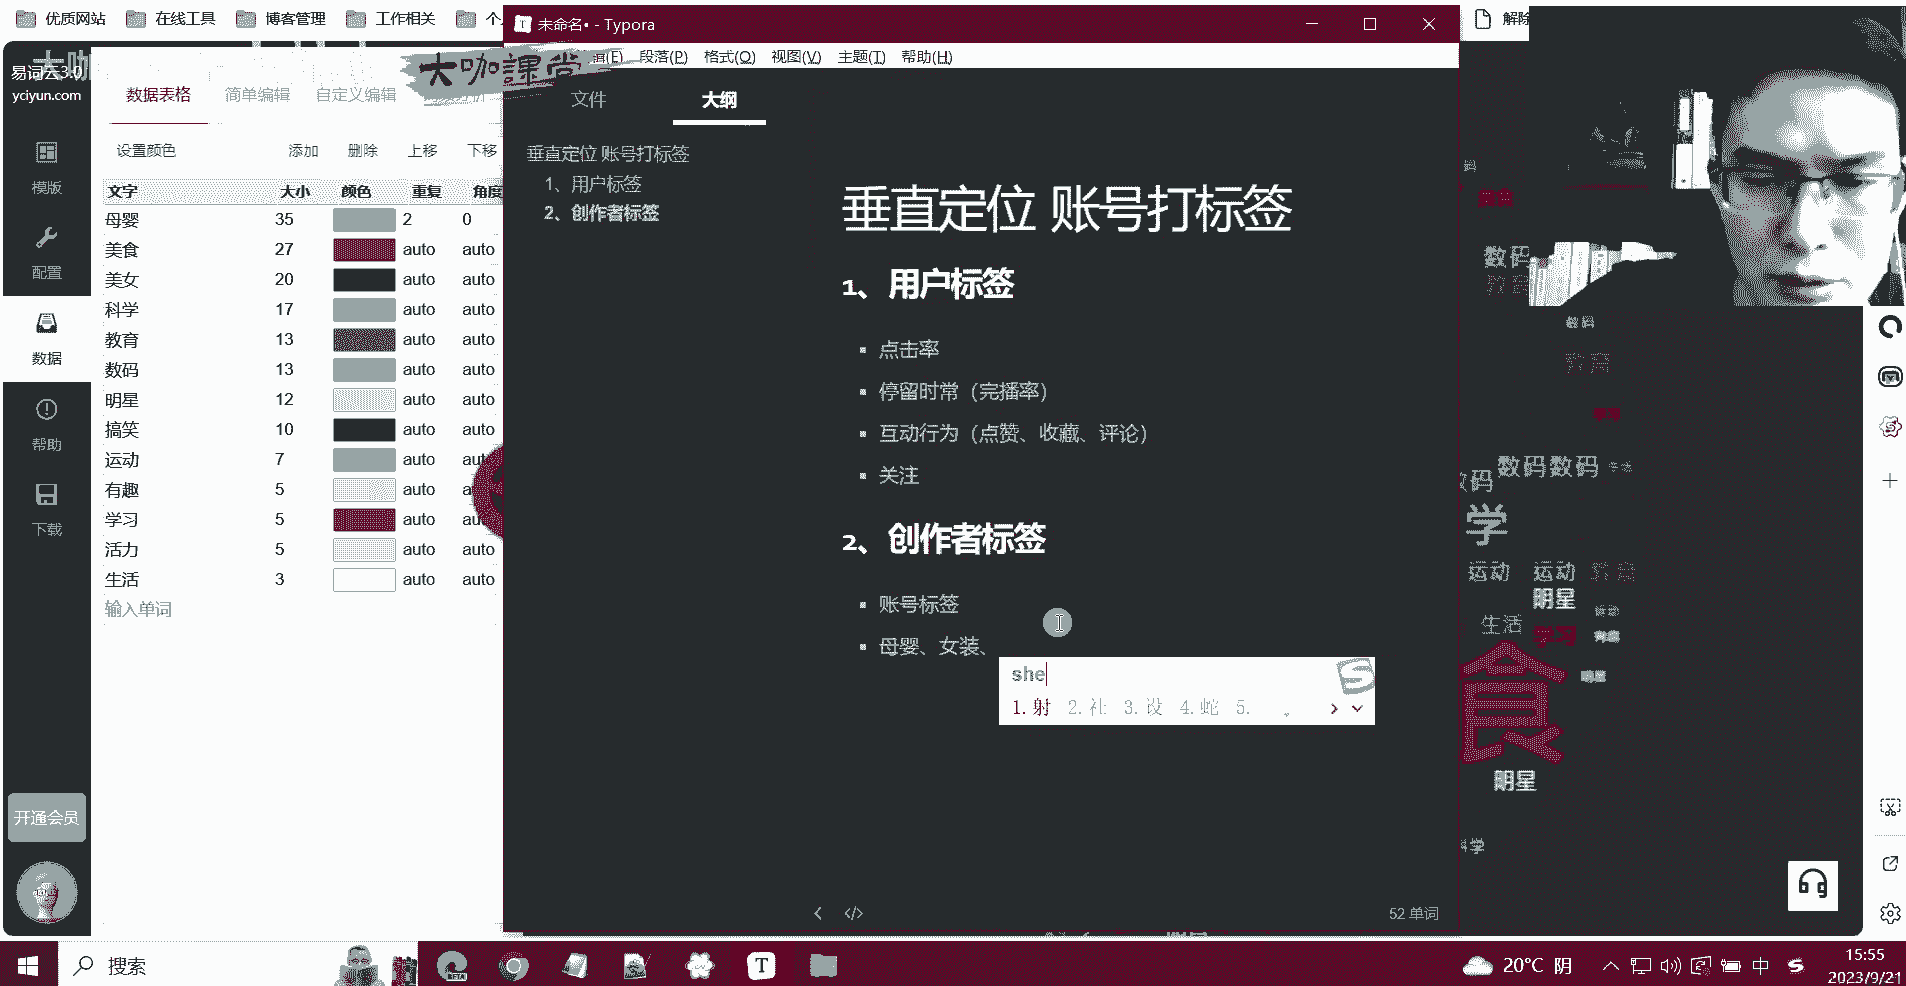 优质网站 在线工具 博客管理 工作相关
未命名• - Typora
解除
易词云3.0
yciyun.com
大咖課堂
段落(P) 格式(O) 视图(V) 主题(T) 帮助(H)
数据表格 简单编辑 自定义编辑
文件 大纲
设置颜色 添加 删除 上移 下移
模版
配置
数据
帮助
下载
开通会员
文字 大小 颜色 重复 角度
母婴 35 2 0
美食 27 auto auto
美女 20 auto auto
科学 17 auto auto
教育 13 auto auto
数码 13 auto auto
明星 12 auto auto
搞笑 10 auto auto
运动 7 auto
有趣 5 auto
学习 5 auto
活力 5 auto auto
生活 3 auto auto
输入单词
垂直定位 账号打标签
1、用户标签
2、创作者标签
垂直定位 账号打标签
1、用户标签
点击率
停留时常（完播率）
互动行为（点赞、收藏、评论）
关注
2、创作者标签
账号标签
母婴、女装、
she
1.射 2.社 3.设 4.蛇 5.
52 单词
数码
数码
数码数码
学
运动 运动
明星
生活
食
明星
搜索
20°C 阴
中
15:55
2023/9/21